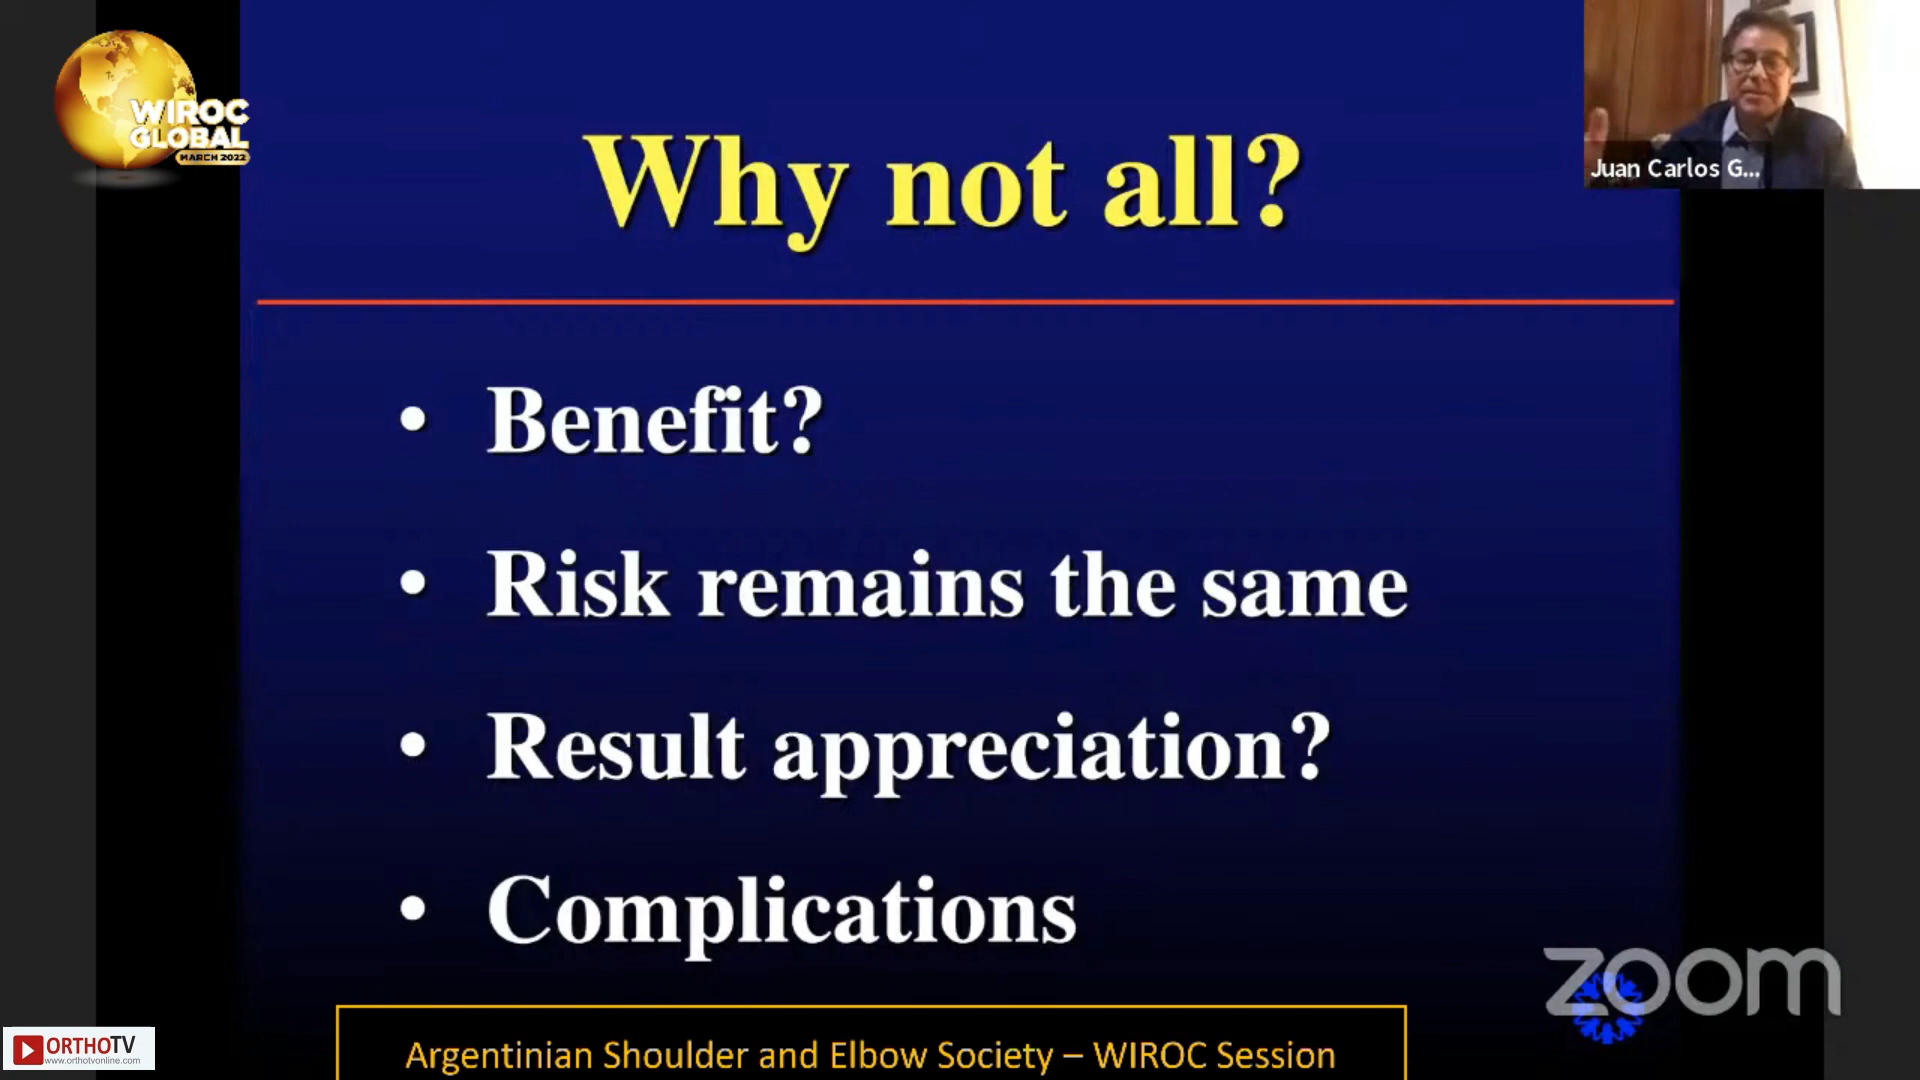 WIROC
GLOBAL
MARCH 2022
Juan Carlos G...
Why not all?
• Benefit?
• Risk remains the same
• Result appreciation?
• Complications
zoom
ORTHOTV
www.orthotvonline.com
Argentinian Shoulder and Elbow Society – WIROC Session